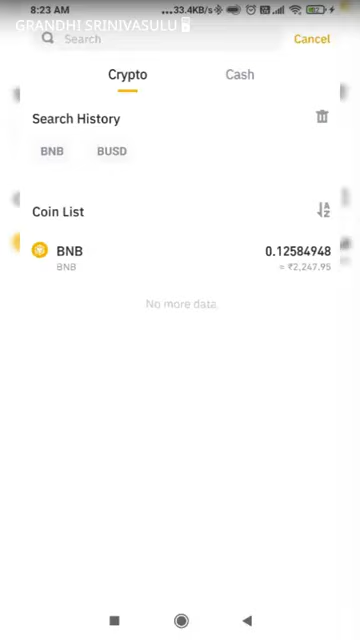 8:23 AM ...33.4KB/s
GRANDHI SRINIVASULU
Search Cancel
Crypto Cash
Search History
BNB BUSD
Coin List
BNB 0.12584948
BNB ≈ ₹2,247.95
No more data.